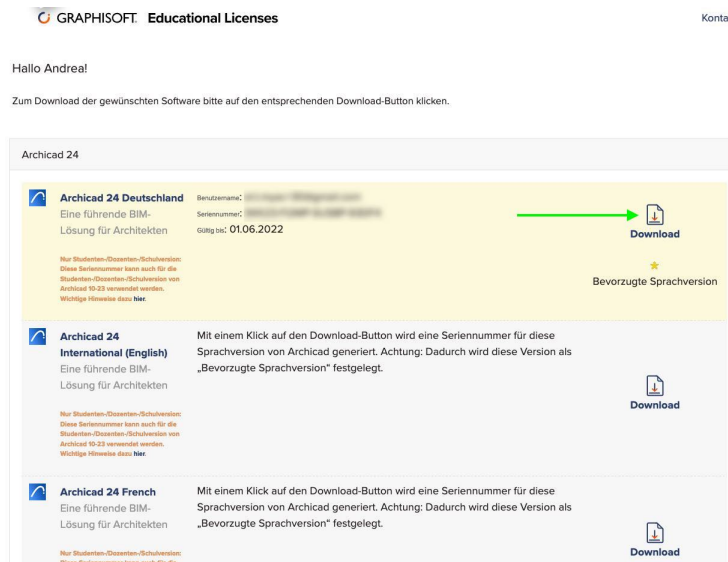 GRAPHISOFT. Educational Licenses
Konta
Hallo Andrea!
Zum Download der gewünschten Software bitte auf den entsprechenden Download-Button klicken.
Archicad 24
Archicad 24 Deutschland
Eine führende BIM-
Lösung für Architekten
Nur Studenten-/Dozenten-/Schulversion:
Diese Seriennummer kann auch für die
Studenten-/Dozenten-/Schulversion von
Archicad 10-23 verwendet werden.
Wichtige Hinweise dazu hier.
Benutzername:
Seriennummer:
Gültig bis: 01.06.2022
Download
Bevorzugte Sprachversion
Archicad 24
International (English)
Eine führende BIM-
Lösung für Architekten
Nur Studenten-/Dozenten-/Schulversion:
Diese Seriennummer kann auch für die
Studenten-/Dozenten-/Schulversion von
Archicad 10-23 verwendet werden.
Wichtige Hinweise dazu hier.
Mit einem Klick auf den Download-Button wird eine Seriennummer für diese
Sprachversion von Archicad generiert. Achtung: Dadurch wird diese Version als
„Bevorzugte Sprachversion“ festgelegt.
Download
Archicad 24 French
Eine führende BIM-
Lösung für Architekten
Nur Studenten-/Dozenten-/Schulversion:
Mit einem Klick auf den Download-Button wird eine Seriennummer für diese
Sprachversion von Archicad generiert. Achtung: Dadurch wird diese Version als
„Bevorzugte Sprachversion“ festgelegt.
Download